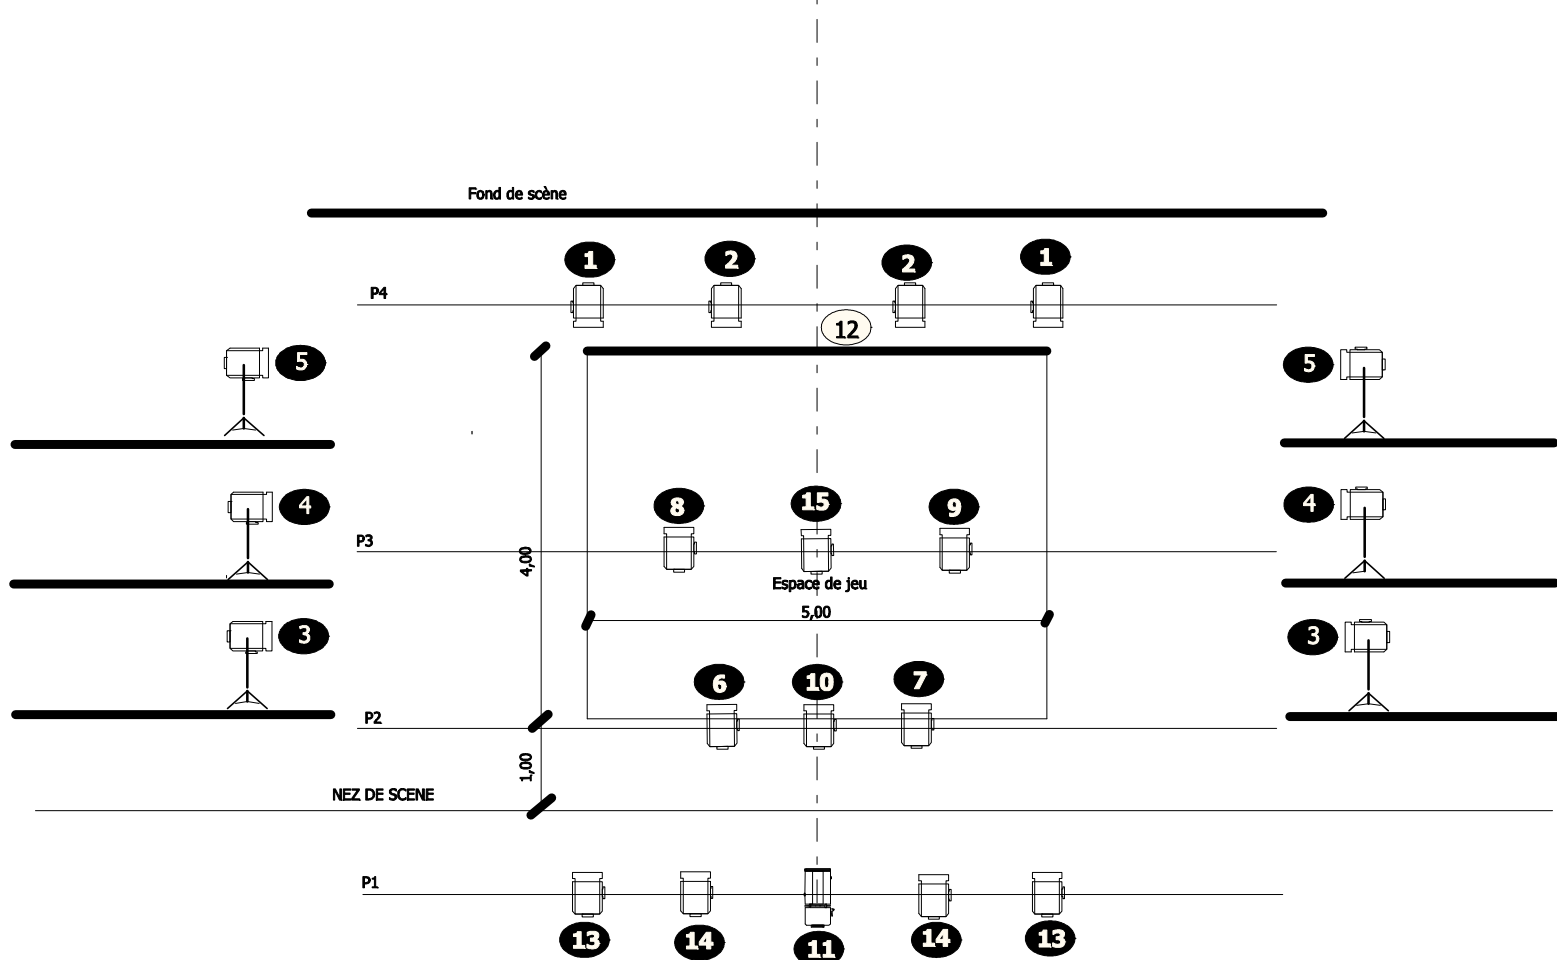 Fond de scène
1 2 2 1
P4
12
5 5
8 15 9
4 4
P3
4,00
Espace de jeu
5,00
3 3
6 10 7
P2
1,00
NEZ DE SCENE
P1
13 14 11 14 13